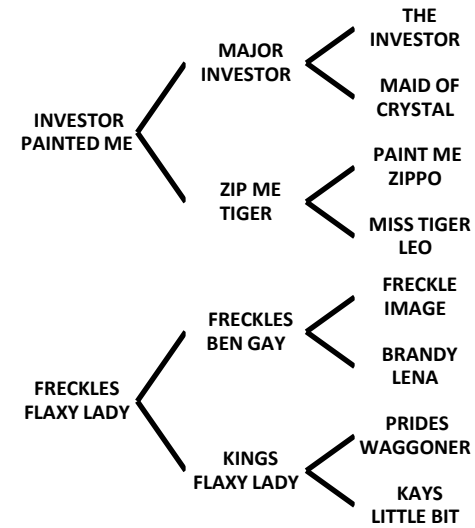 THE
INVESTOR
MAJOR
INVESTOR
MAID OF
CRYSTAL
INVESTOR
PAINTED ME
PAINT ME
ZIPPO
ZIP ME
TIGER
MISS TIGER
LEO
FRECKLE
IMAGE
FRECKLES
BEN GAY
BRANDY
LENA
FRECKLES
FLAXY LADY
PRIDES
WAGGONER
KINGS
FLAXY LADY
KAYS
LITTLE BIT